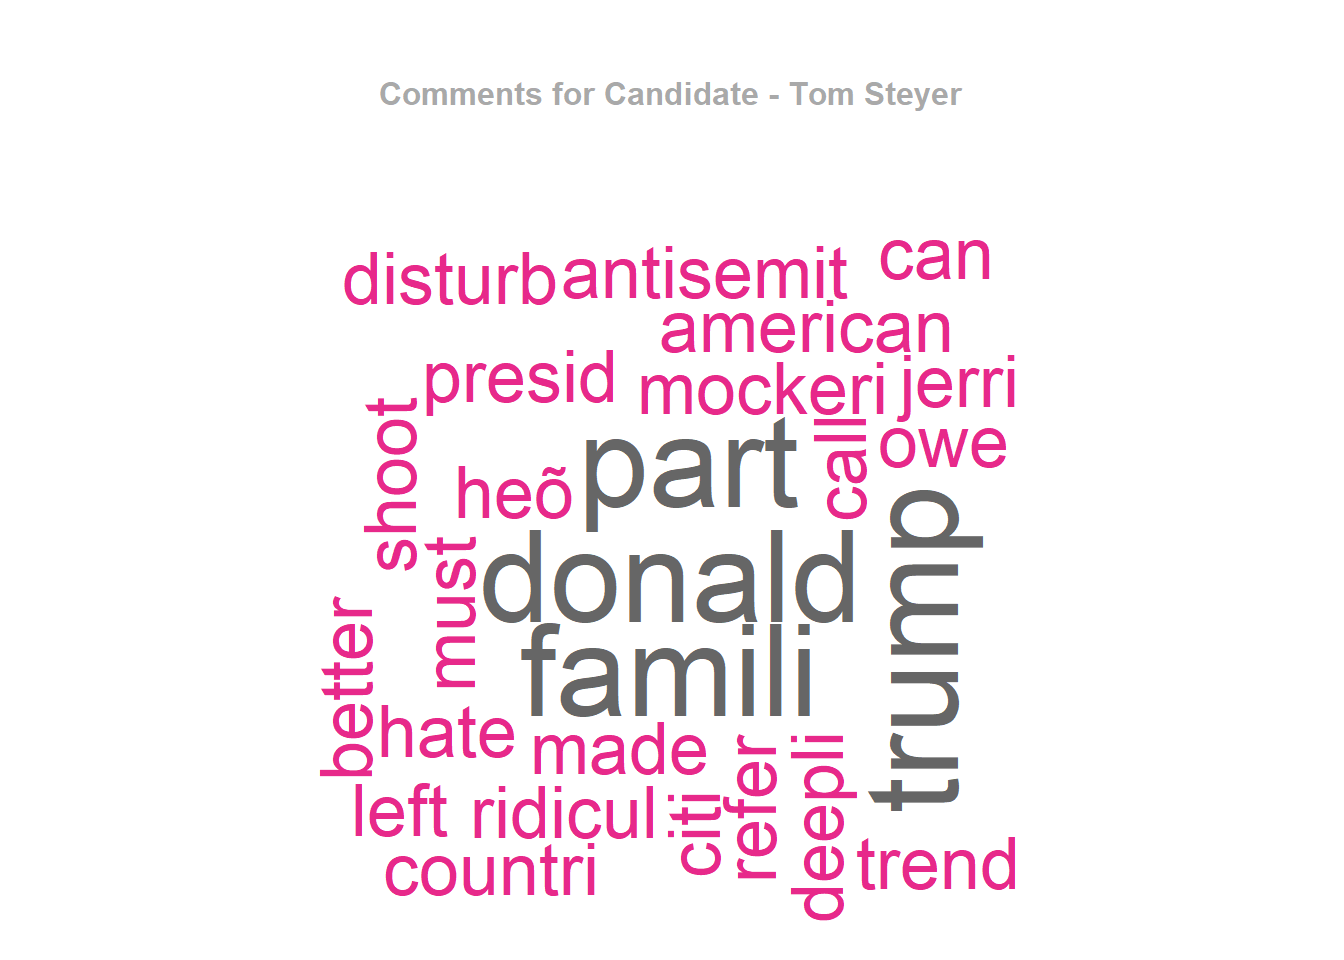 Comments for Candidate - Tom Steyer
disturb
antisemit
can
american
presid
mockeri
jerri
shoot
heõ
part
call
owe
must
donald
trump
better
famili
hate
made
left
ridicul
citi
refer
deepli
countri
trend